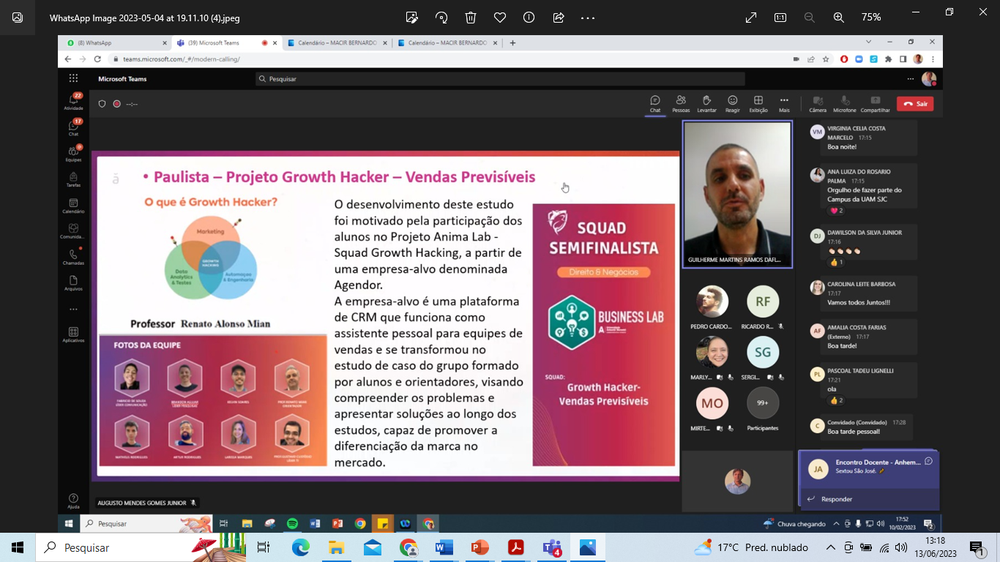 WhatsApp Image 2023-05-04 at 19.11.10 (4).jpeg
75%
(8) WhatsApp
(39) Microsoft Teams
Calendário – MACIR BERNARDO
Calendário – MACIR BERNARDO
teams.microsoft.com/_#/modern-calling/
Microsoft Teams
Pesquisar
--:--
Chat
Pessoas
Levantar
Reagir
Exibição
Mais
Câmera
Microfone
Compartilhar
Sair
22
Atividade
17
Chat
Equipes
Tarefas
Calendário
Comunida...
Chamadas
Arquivos
Aplicativos
Ajuda
• Paulista – Projeto Growth Hacker – Vendas Previsíveis
O que é Growth Hacker?
Marketing
GROWTH
HACKING
Data
Analytics
& Testes
Automação
& Engenharia
Professor Renato Alonso Mian
FOTOS DA EQUIPE
KELVIN SOARES
MATHEUS RODRIGUES
ARTUR RODRIGUES
LARISSA MARQUES
O desenvolvimento deste estudo
foi motivado pela participação dos
alunos no Projeto Anima Lab -
Squad Growth Hacking, a partir de
uma empresa-alvo denominada
Agendor.
A empresa-alvo é uma plataforma
de CRM que funciona como
assistente pessoal para equipes de
vendas e se transformou no
estudo de caso do grupo formado
por alunos e orientadores, visando
compreender os problemas e
apresentar soluções ao longo dos
estudos, capaz de promover a
diferenciação da marca no
mercado.
SQUAD
SEMIFINALISTA
Direito & Negócios
BUSINESS LAB
SQUAD:
Growth Hacker-
Vendas Previsíveis
AUGUSTO MENDES GOMES JUNIOR
GUILHERME MARTINS RAMOS DAFL...
PEDRO CARDO...
RF
RICARDO R...
MARLY...
SG
SERGI...
MO
MIRTE...
99+
Participantes
VM
VIRGINIA CELIA COSTA
MARCELO 17:15
Boa noite!
ANA LUIZA DO ROSARIO
PALMA 17:15
Orgulho de fazer parte do
Campus da UAM SJC
2
DJ
DAWILSON DA SILVA JUNIOR
17:16
1
CAROLINA LEITE BARBOSA
17:17
Vamos todos Juntos!!!
AF
AMALIA COSTA FARIAS
(Externo) 17:17
Boa tarde!
PL
PASCOAL TADEU LIGNELLI
17:21
ola
2
C
Convidado (Convidado) 17:28
Boa tarde pessoal!
JA
Encontro Docente - Anhem...
Sextou São José.
Responder
Pesquisar
Chuva chegando
17:52
10/02/2023
2
Pesquisar
4
17°C Pred. nublado
13:18
13/06/2023
1